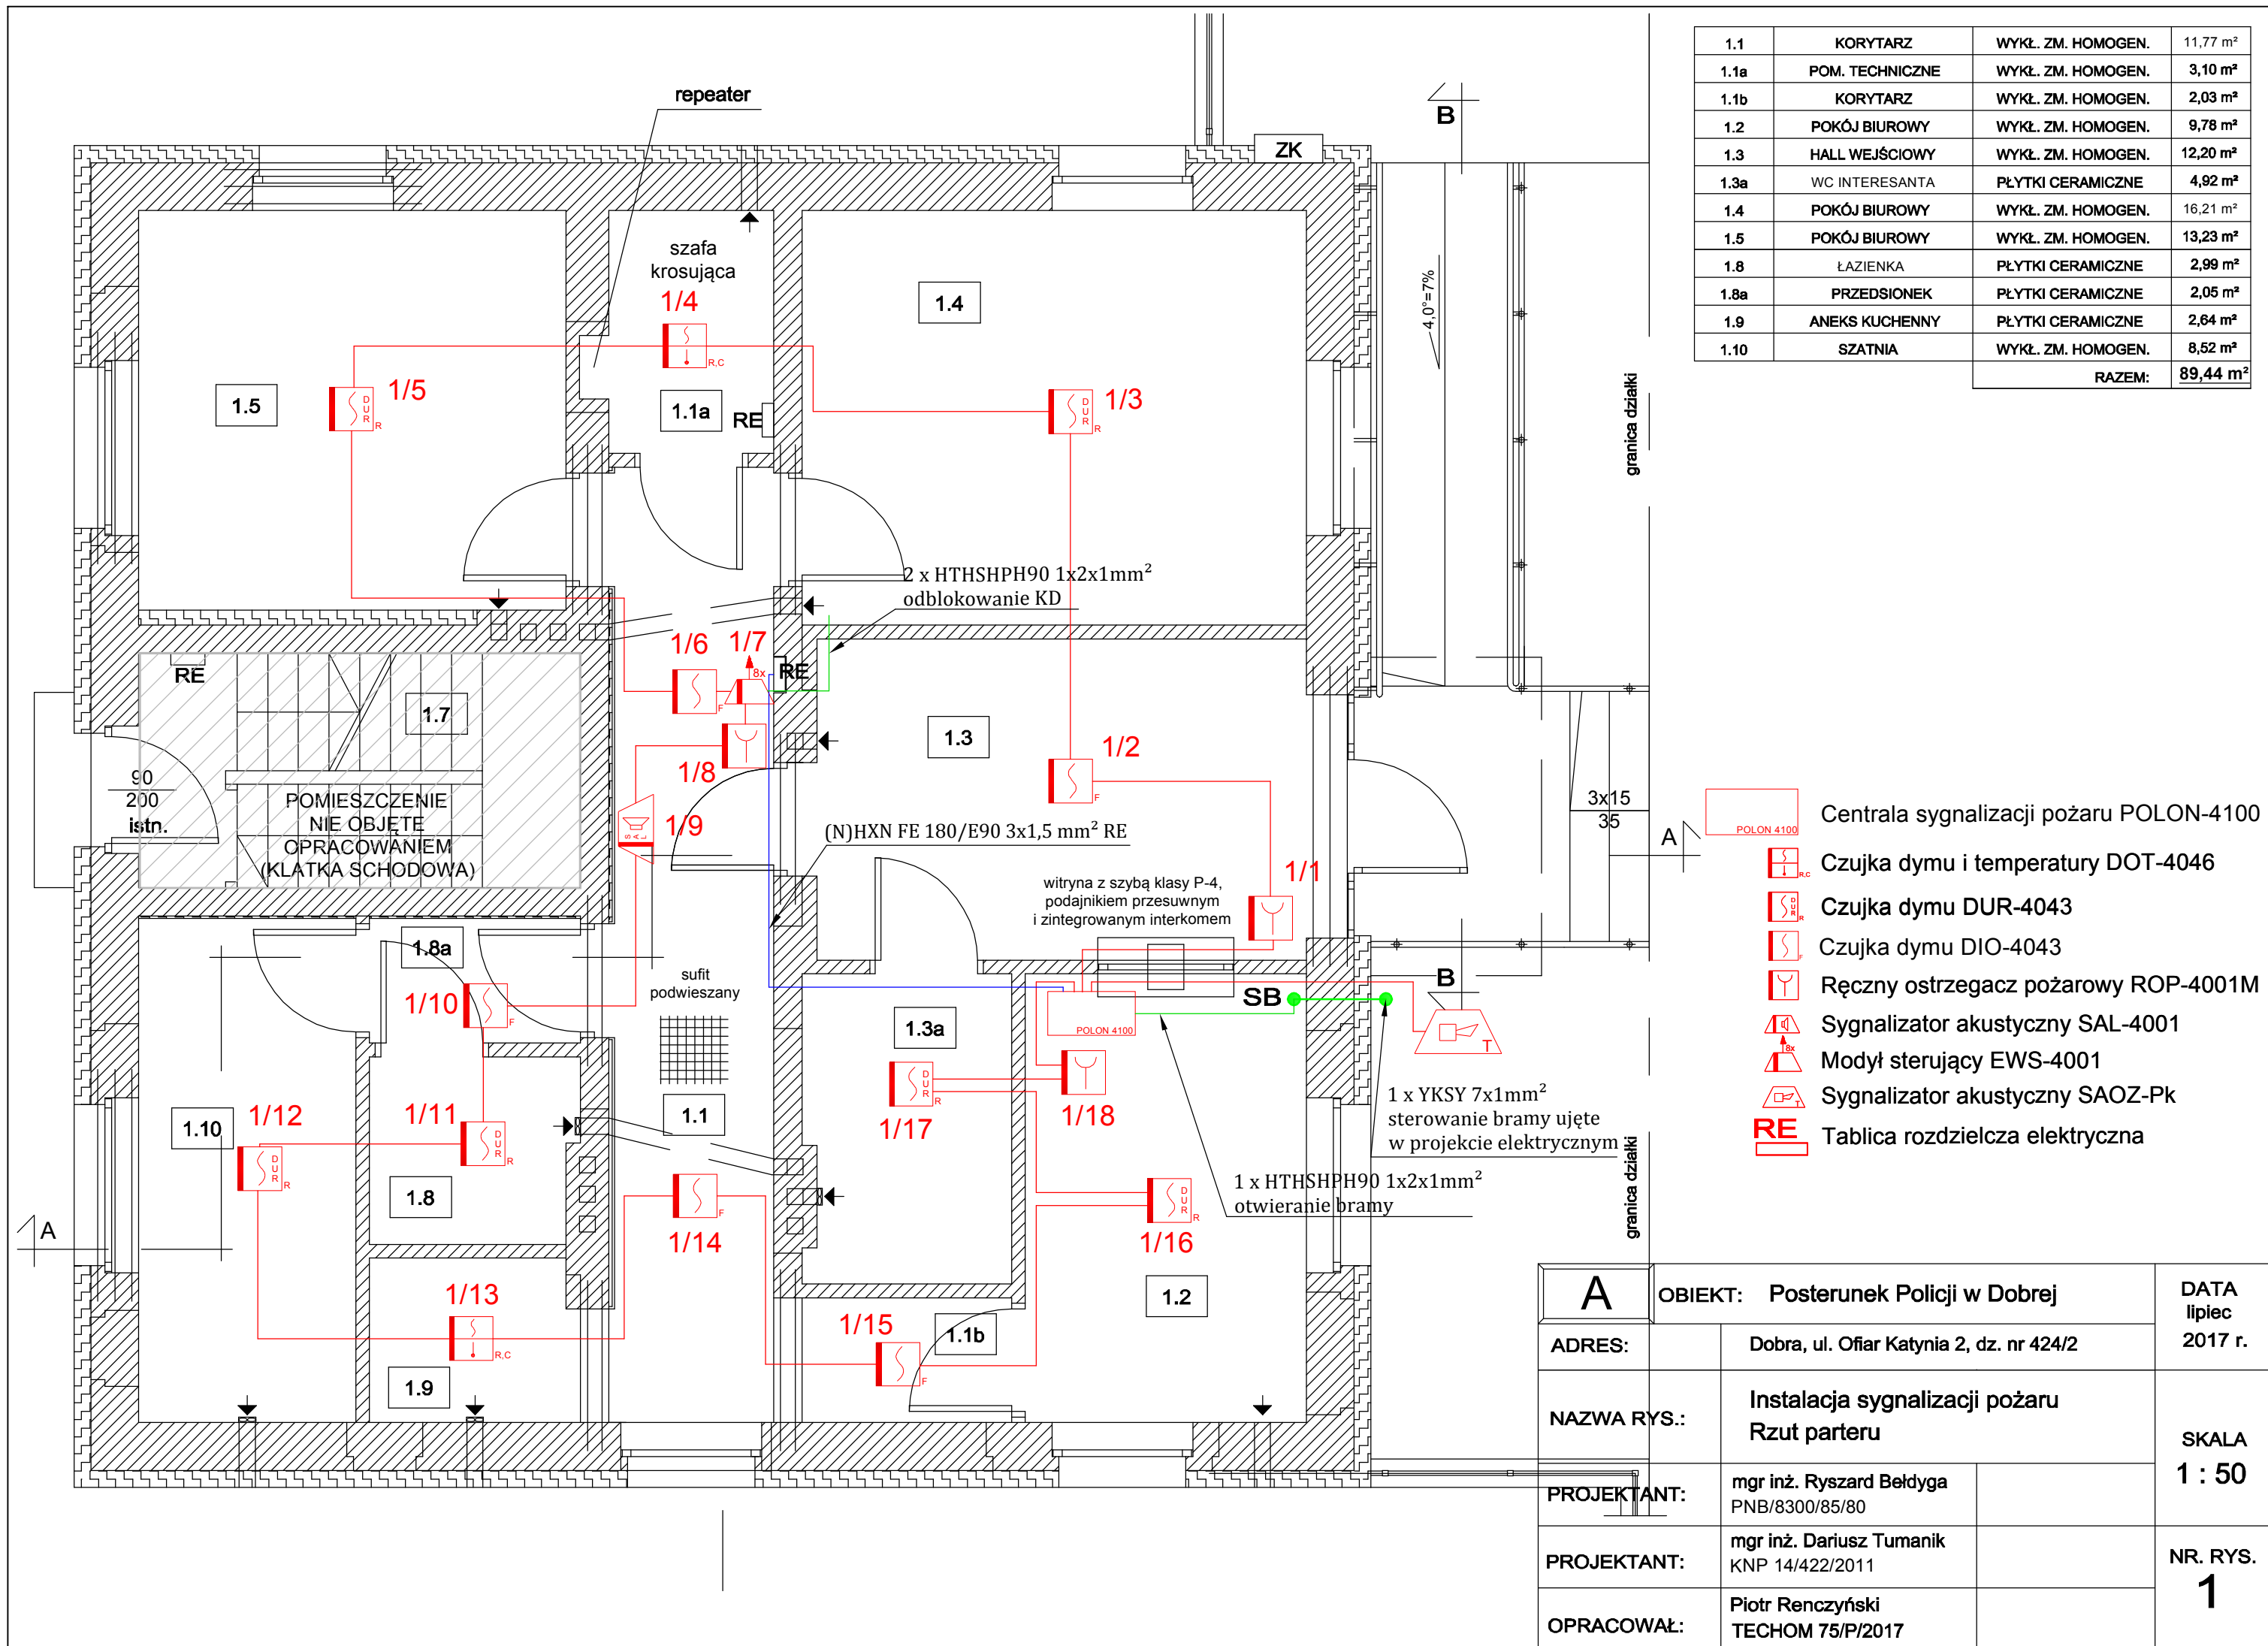 1.1 KORYTARZ WYKŁ. ZM. HOMOGEN. 11,77 m²
1.1a POM. TECHNICZNE WYKŁ. ZM. HOMOGEN. 3,10 m²
1.1b KORYTARZ WYKŁ. ZM. HOMOGEN. 2,03 m²
1.2 POKÓJ BIUROWY WYKŁ. ZM. HOMOGEN. 9,78 m²
1.3 HALL WEJŚCIOWY WYKŁ. ZM. HOMOGEN. 12,20 m²
1.3a WC INTERESANTA PŁYTKI CERAMICZNE 4,92 m²
1.4 POKÓJ BIUROWY WYKŁ. ZM. HOMOGEN. 16,21 m²
1.5 POKÓJ BIUROWY WYKŁ. ZM. HOMOGEN. 13,23 m²
1.8 ŁAZIENKA PŁYTKI CERAMICZNE 2,99 m²
1.8a PRZEDSIONEK PŁYTKI CERAMICZNE 2,05 m²
1.9 ANEKS KUCHENNY PŁYTKI CERAMICZNE 2,64 m²
1.10 SZATNIA WYKŁ. ZM. HOMOGEN. 8,52 m²
RAZEM: 89,44 m²
repeater
B
ZK
szafa
krosująca
1/4
R,C
1.4
4,0°=7%
1.5
DUR
R
1/5
1.1a
RE
DUR
R
1/3
granica działki
2 x HTHSHPH90 1x2x1mm²
odblokowanie KD
1/6
1/7
8x
F
RE
RE
1.7
1.3
1/2
F
1/8
90
200
istn.
POMIESZCZENIE
NIE OBJĘTE
OPRACOWANIEM
(KLATKA SCHODOWA)
SAL
1/9
(N)HXN FE 180/E90 3x1,5 mm² RE
3x15
35
A
1/1
witryna z szybą klasy P-4,
podajnikiem przesuwnym
i zintegrowanym interkomem
1.8a
sufit
podwieszany
1/10
F
1.3a
POLON 4100
SB
B
T
1.10
1/12
DUR
R
1/11
DUR
R
1.1
DUR
R
1/17
1/18
1 x YKSY 7x1mm²
sterowanie bramy ujęte
w projekcie elektrycznym
granica działki
1 x HTHSHPH90 1x2x1mm²
otwieranie bramy
1.8
F
1/14
DUR
R
1/16
A
1/13
R,C
1.9
1/15
F
1.1b
1.2
POLON 4100
Centrala sygnalizacji pożaru POLON-4100
R,C
Czujka dymu i temperatury DOT-4046
DUR
R
Czujka dymu DUR-4043
F
Czujka dymu DIO-4043
Ręczny ostrzegacz pożarowy ROP-4001M
Sygnalizator akustyczny SAL-4001
8x
Modył sterujący EWS-4001
T
Sygnalizator akustyczny SAOZ-Pk
RE
Tablica rozdzielcza elektryczna
A
OBIEKT: Posterunek Policji w Dobrej
DATA
lipiec
2017 r.
ADRES: Dobra, ul. Ofiar Katynia 2, dz. nr 424/2
NAZWA RYS.: Instalacja sygnalizacji pożaru
Rzut parteru
SKALA
1 : 50
PROJEKTANT: mgr inż. Ryszard Bełdyga
PNB/8300/85/80
PROJEKTANT: mgr inż. Dariusz Tumanik
KNP 14/422/2011
NR. RYS.
1
OPRACOWAŁ: Piotr Renczyński
TECHOM 75/P/2017